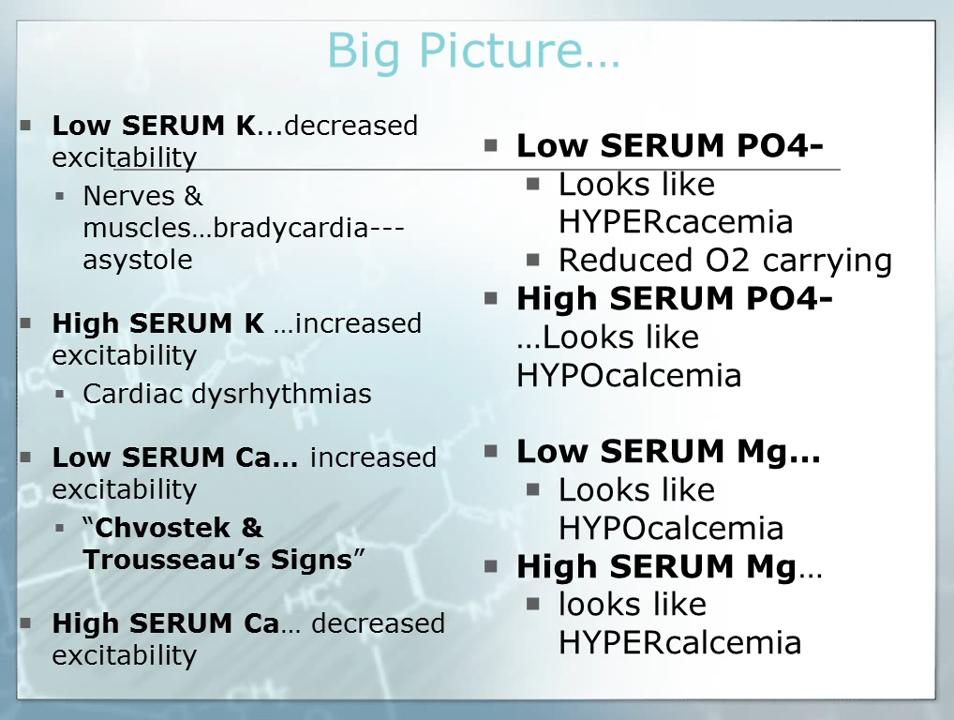 Big Picture…
▪ Low SERUM K...decreased
excitability
▪ Nerves &
muscles…bradycardia---
asystole
▪ High SERUM K …increased
excitability
▪ Cardiac dysrhythmias
▪ Low SERUM Ca… increased
excitability
▪ “Chvostek &
Trousseau’s Signs”
▪ High SERUM Ca… decreased
excitability
▪ Low SERUM PO4-
▪ Looks like
HYPERcacemia
▪ Reduced O2 carrying
▪ High SERUM PO4-
…Looks like
HYPOcalcemia
▪ Low SERUM Mg…
▪ Looks like
HYPOcalcemia
▪ High SERUM Mg…
▪ looks like
HYPERcalcemia